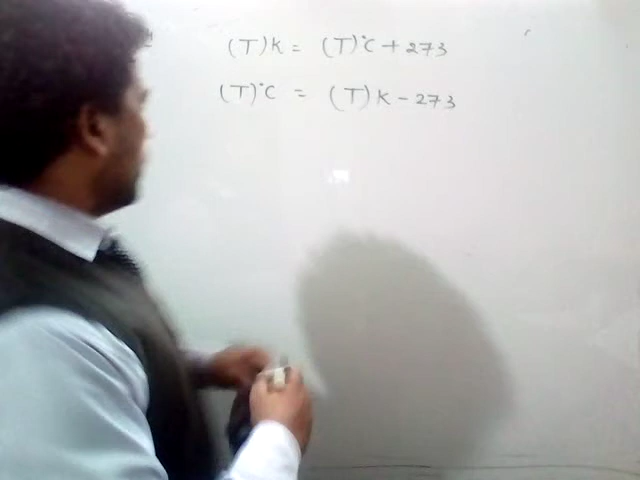 (T)K = (T)°C + 273
(T)°C = (T)K - 273